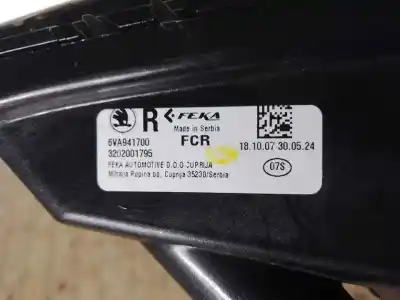 R FEKA
Made in Serbia
6VA941700 FCR 18.10.07 30.05.24
3202001795
FEKA AUTOMOTIVE D.O.O CUPRIJA
Mihajla Pupina bb, Cuprija 35230/Serbia
07S